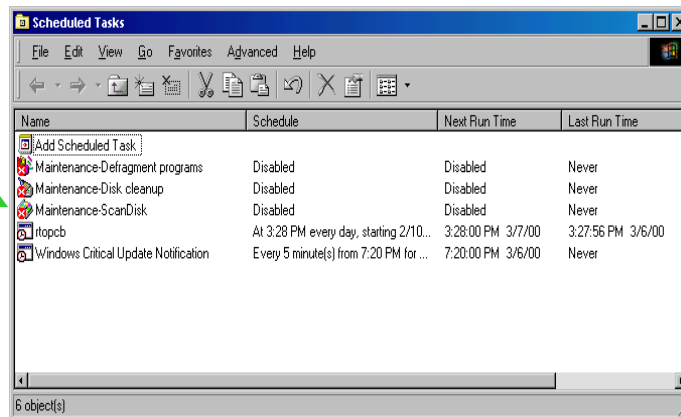 Scheduled Tasks
File Edit View Go Favorites Advanced Help
Name Schedule Next Run Time Last Run Time
Add Scheduled Task
Maintenance-Defragment programs Disabled Disabled Never
Maintenance-Disk cleanup Disabled Disabled Never
Maintenance-ScanDisk Disabled Disabled Never
rtopcb At 3:28 PM every day, starting 2/10... 3:28:00 PM 3/7/00 3:27:56 PM 3/6/00
Windows Critical Update Notification Every 5 minute(s) from 7:20 PM for ... 7:20:00 PM 3/6/00 Never
6 object(s)